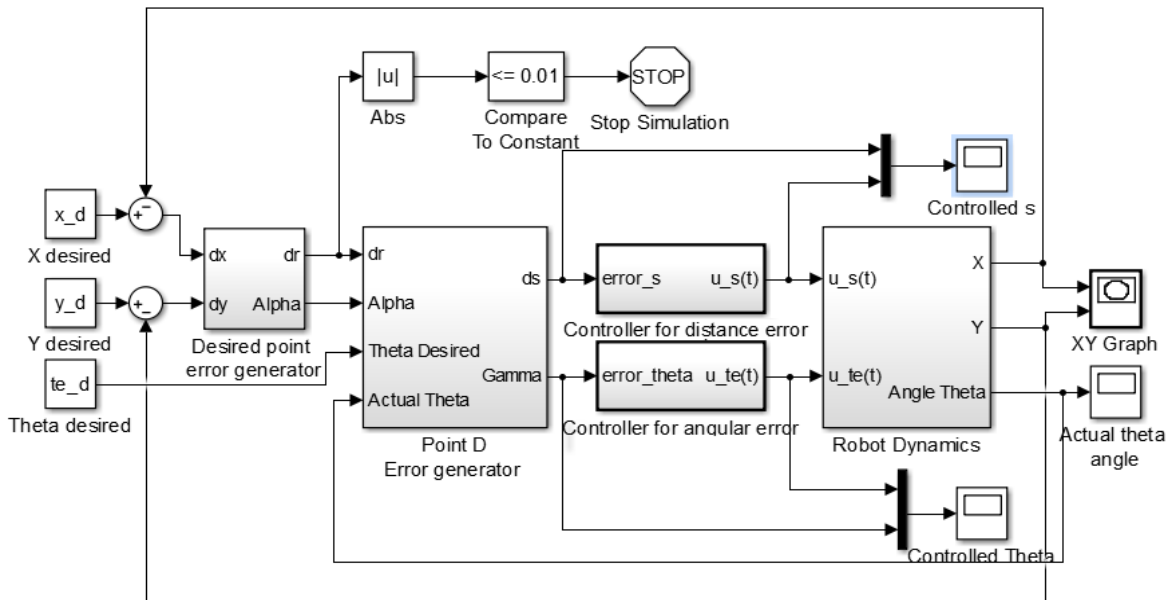 |u|
Abs
<= 0.01
Compare
To Constant
STOP
Stop Simulation
x_d
X desired
+
−
y_d
Y desired
+
−
te_d
Theta desired
dx
dy
dr
Alpha
Desired point
error generator
dr
Alpha
Theta Desired
Actual Theta
ds
Gamma
Point D
Error generator
error_s
u_s(t)
Controller for distance error
error_theta
u_te(t)
Controller for angular error
u_s(t)
u_te(t)
X
Y
Angle Theta
Robot Dynamics
Controlled s
XY Graph
Actual theta
angle
Controlled Theta